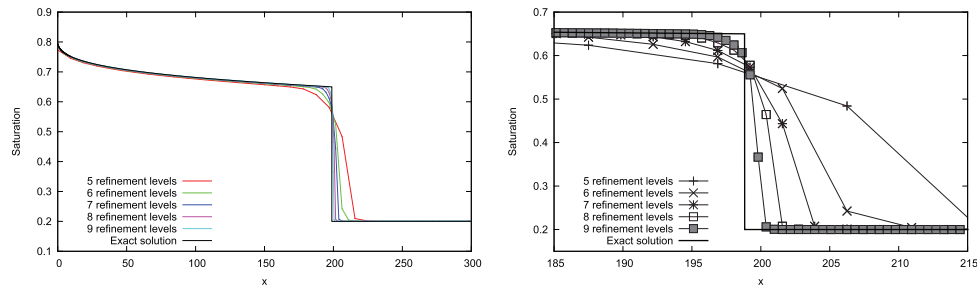 0.9
0.8
0.7
0.6
0.5
0.4
0.3
0.2
0.1
Saturation
5 refinement levels
6 refinement levels
7 refinement levels
8 refinement levels
9 refinement levels
Exact solution
0 50 100 150 200 250 300
x
0.7
0.6
0.5
0.4
0.3
0.2
Saturation
5 refinement levels
6 refinement levels
7 refinement levels
8 refinement levels
9 refinement levels
Exact solution
185 190 195 200 205 210 215
x